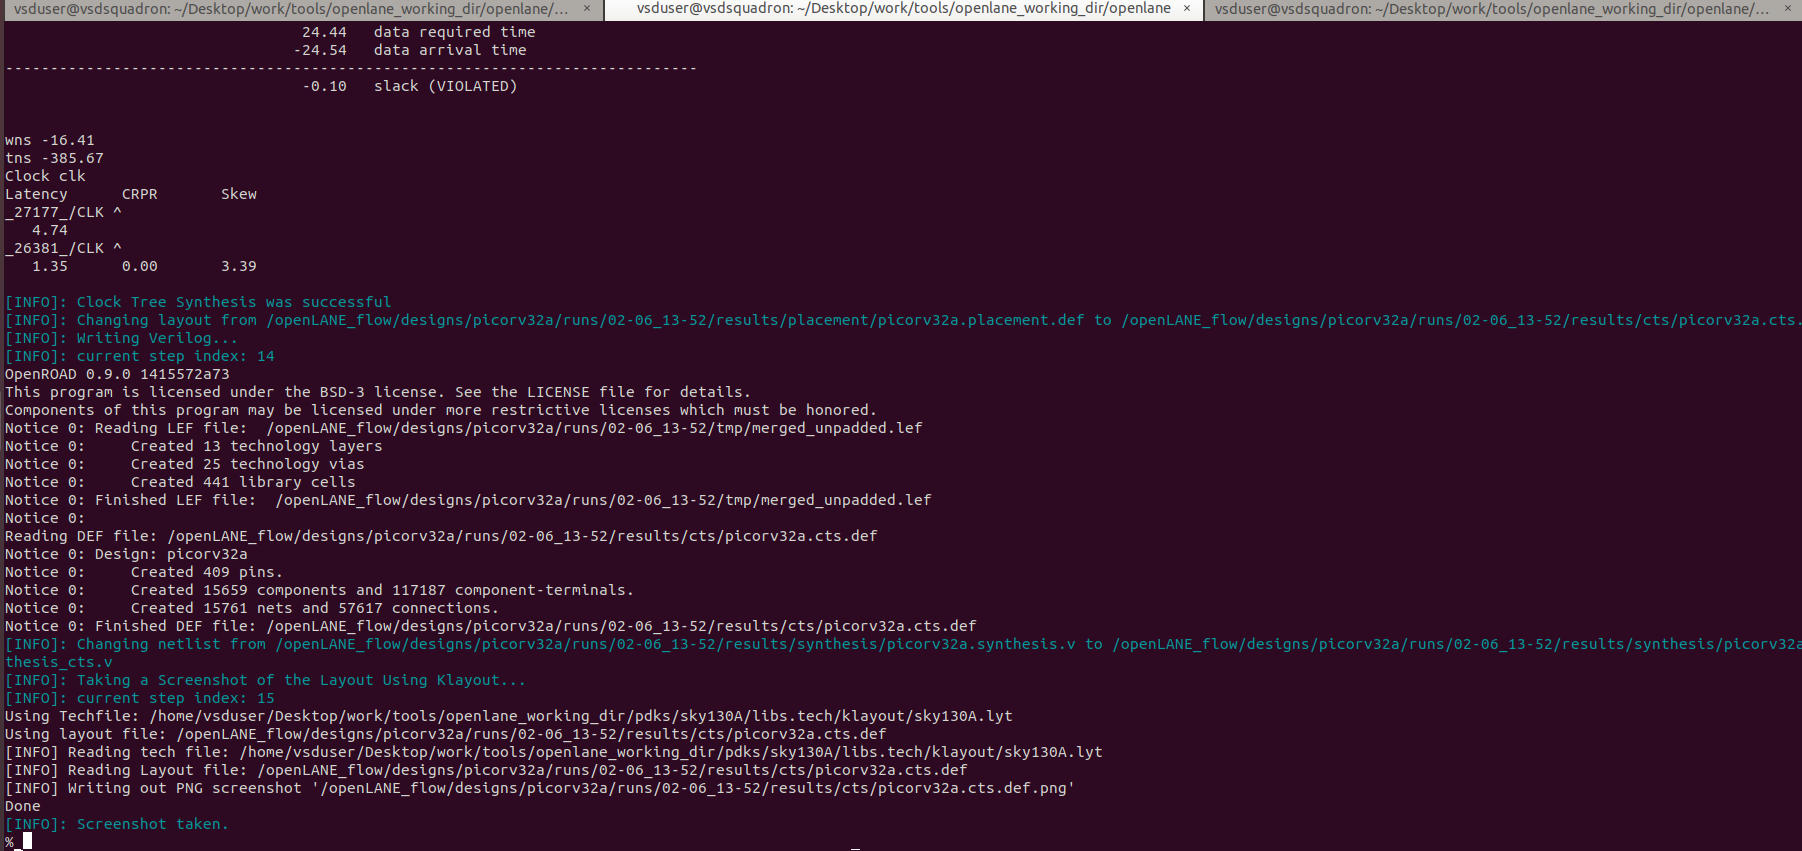 vsduser@vsdsquadron: ~/Desktop/work/tools/openlane_working_dir/openlane/... × vsduser@vsdsquadron: ~/Desktop/work/tools/openlane_working_dir/openlane × vsduser@vsdsquadron: ~/Desktop/work/tools/openlane_working_dir/openlane/... ×
24.44   data required time
-24.54   data arrival time
-----------------------------------------------------------------------------
-0.10   slack (VIOLATED)
wns -16.41
tns -385.67
Clock clk
Latency      CRPR       Skew
_27177_/CLK ^
4.74
_26381_/CLK ^
1.35      0.00       3.39
[INFO]: Clock Tree Synthesis was successful
[INFO]: Changing layout from /openLANE_flow/designs/picorv32a/runs/02-06_13-52/results/placement/picorv32a.placement.def to /openLANE_flow/designs/picorv32a/runs/02-06_13-52/results/cts/picorv32a.cts.
[INFO]: Writing Verilog...
[INFO]: current step index: 14
OpenROAD 0.9.0 1415572a73
This program is licensed under the BSD-3 license. See the LICENSE file for details.
Components of this program may be licensed under more restrictive licenses which must be honored.
Notice 0: Reading LEF file:  /openLANE_flow/designs/picorv32a/runs/02-06_13-52/tmp/merged_unpadded.lef
Notice 0:     Created 13 technology layers
Notice 0:     Created 25 technology vias
Notice 0:     Created 441 library cells
Notice 0: Finished LEF file:  /openLANE_flow/designs/picorv32a/runs/02-06_13-52/tmp/merged_unpadded.lef
Notice 0:
Reading DEF file: /openLANE_flow/designs/picorv32a/runs/02-06_13-52/results/cts/picorv32a.cts.def
Notice 0: Design: picorv32a
Notice 0:     Created 409 pins.
Notice 0:     Created 15659 components and 117187 component-terminals.
Notice 0:     Created 15761 nets and 57617 connections.
Notice 0: Finished DEF file: /openLANE_flow/designs/picorv32a/runs/02-06_13-52/results/cts/picorv32a.cts.def
[INFO]: Changing netlist from /openLANE_flow/designs/picorv32a/runs/02-06_13-52/results/synthesis/picorv32a.synthesis.v to /openLANE_flow/designs/picorv32a/runs/02-06_13-52/results/synthesis/picorv32a
thesis_cts.v
[INFO]: Taking a Screenshot of the Layout Using Klayout...
[INFO]: current step index: 15
Using Techfile: /home/vsduser/Desktop/work/tools/openlane_working_dir/pdks/sky130A/libs.tech/klayout/sky130A.lyt
Using layout file: /openLANE_flow/designs/picorv32a/runs/02-06_13-52/results/cts/picorv32a.cts.def
[INFO] Reading tech file: /home/vsduser/Desktop/work/tools/openlane_working_dir/pdks/sky130A/libs.tech/klayout/sky130A.lyt
[INFO] Reading Layout file: /openLANE_flow/designs/picorv32a/runs/02-06_13-52/results/cts/picorv32a.cts.def
[INFO] Writing out PNG screenshot '/openLANE_flow/designs/picorv32a/runs/02-06_13-52/results/cts/picorv32a.cts.def.png'
Done
[INFO]: Screenshot taken.
%